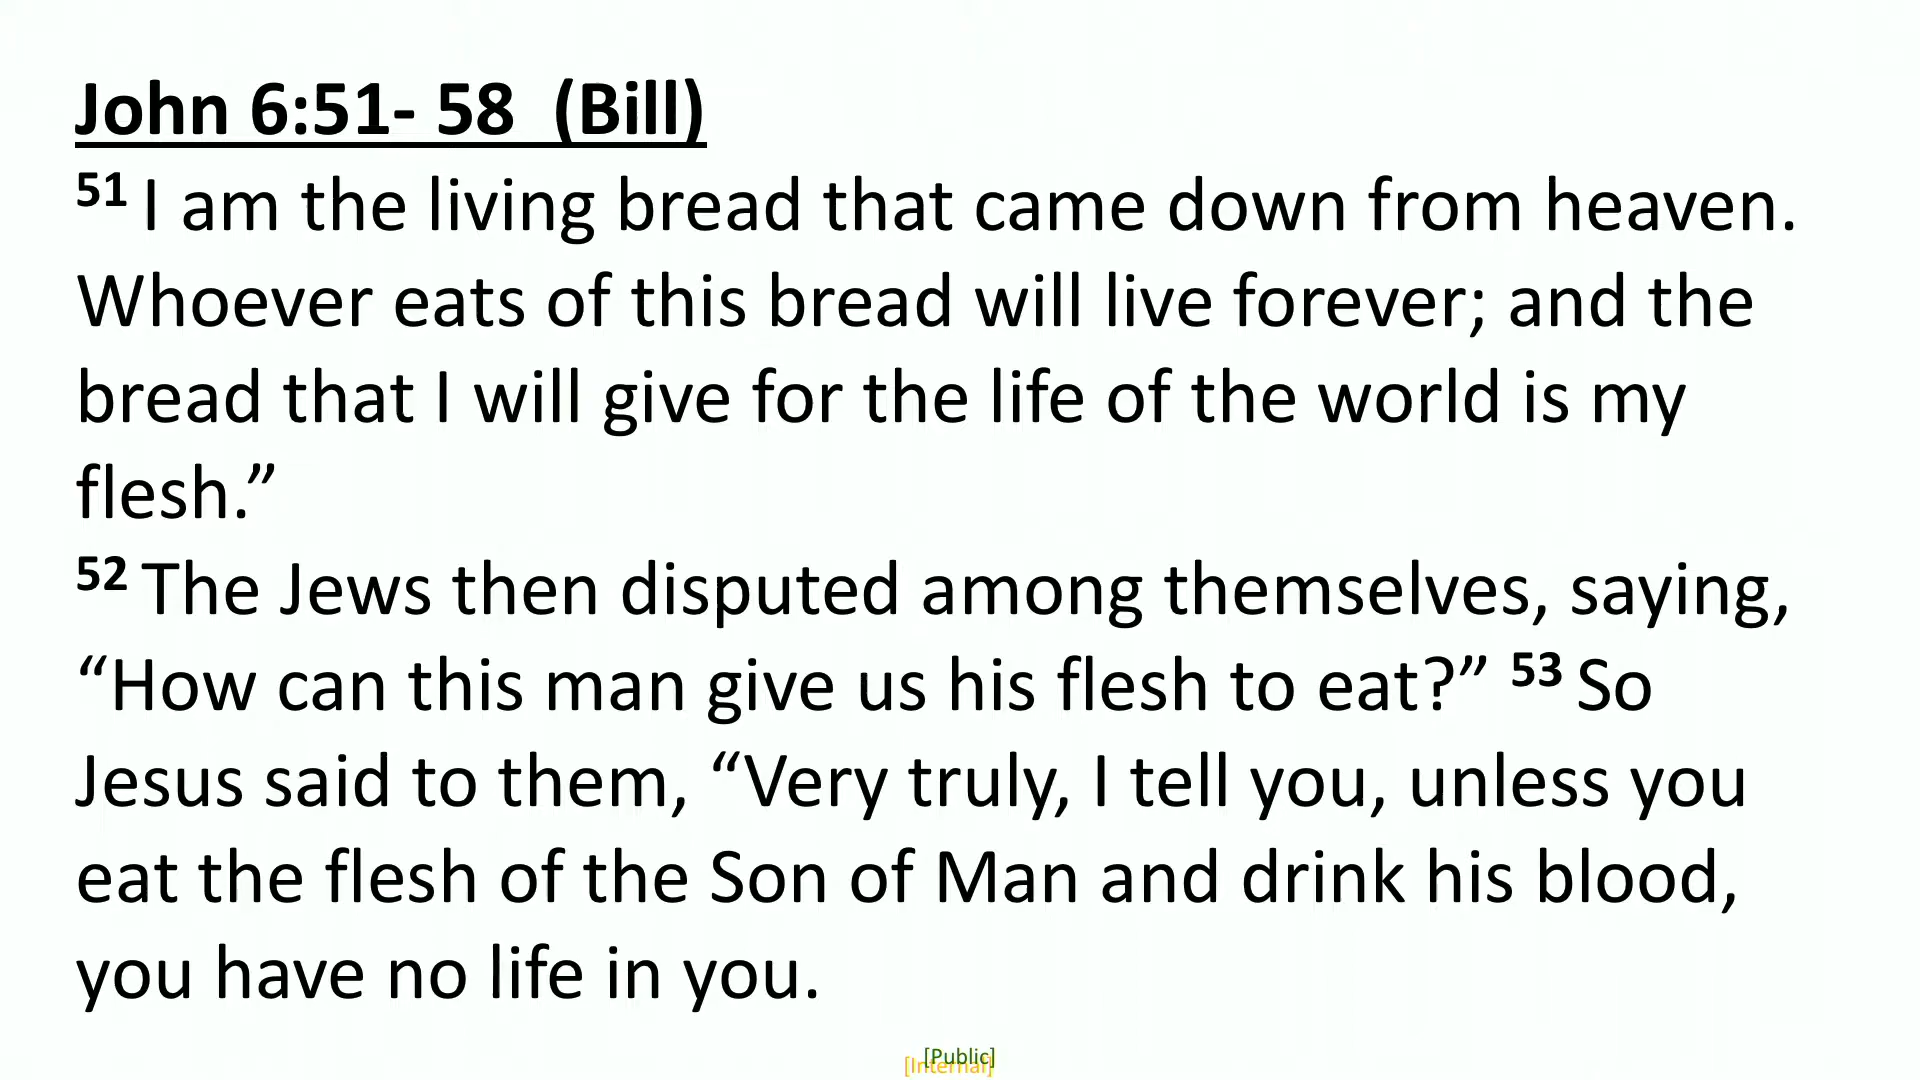 John 6:51- 58  (Bill)
51 I am the living bread that came down from heaven.
Whoever eats of this bread will live forever; and the
bread that I will give for the life of the world is my
flesh.”
52 The Jews then disputed among themselves, saying,
“How can this man give us his flesh to eat?” 53 So
Jesus said to them, “Very truly, I tell you, unless you
eat the flesh of the Son of Man and drink his blood,
you have no life in you.
[Public]
[Internal]